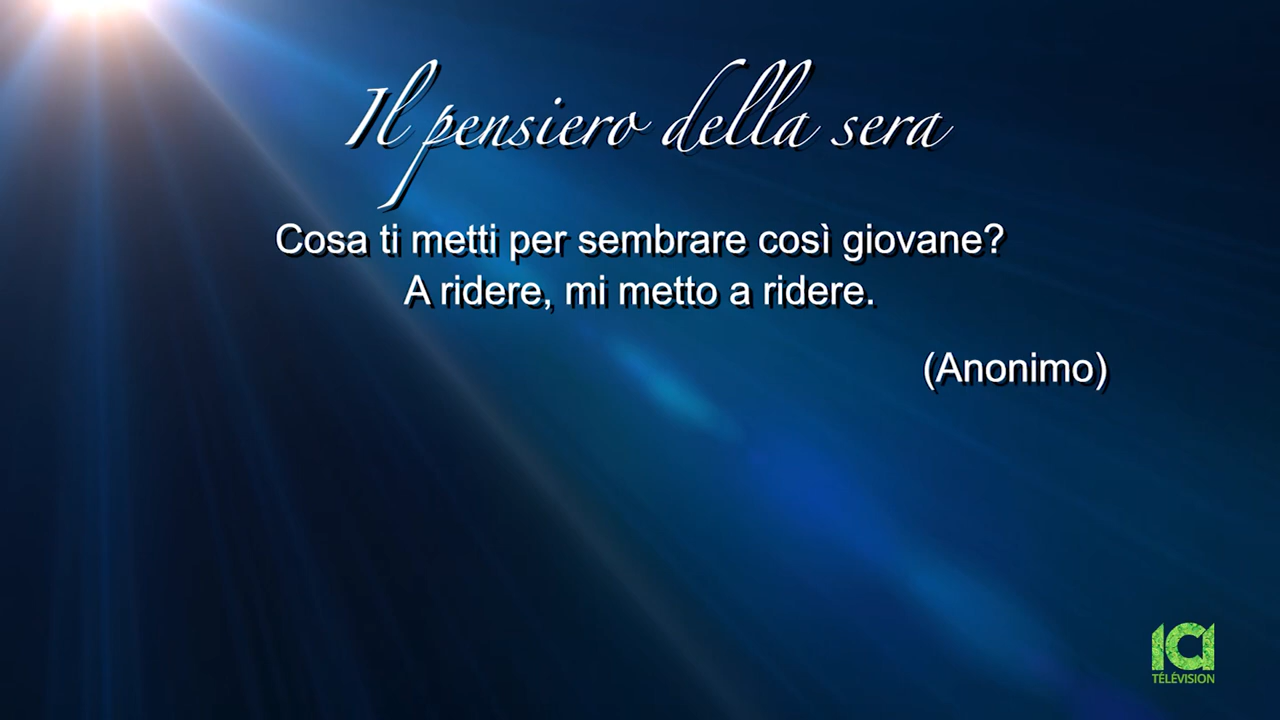 Il pensiero della sera
Cosa ti metti per sembrare così giovane?
A ridere, mi metto a ridere.
(Anonimo)
ICI
TÉLÉVISION